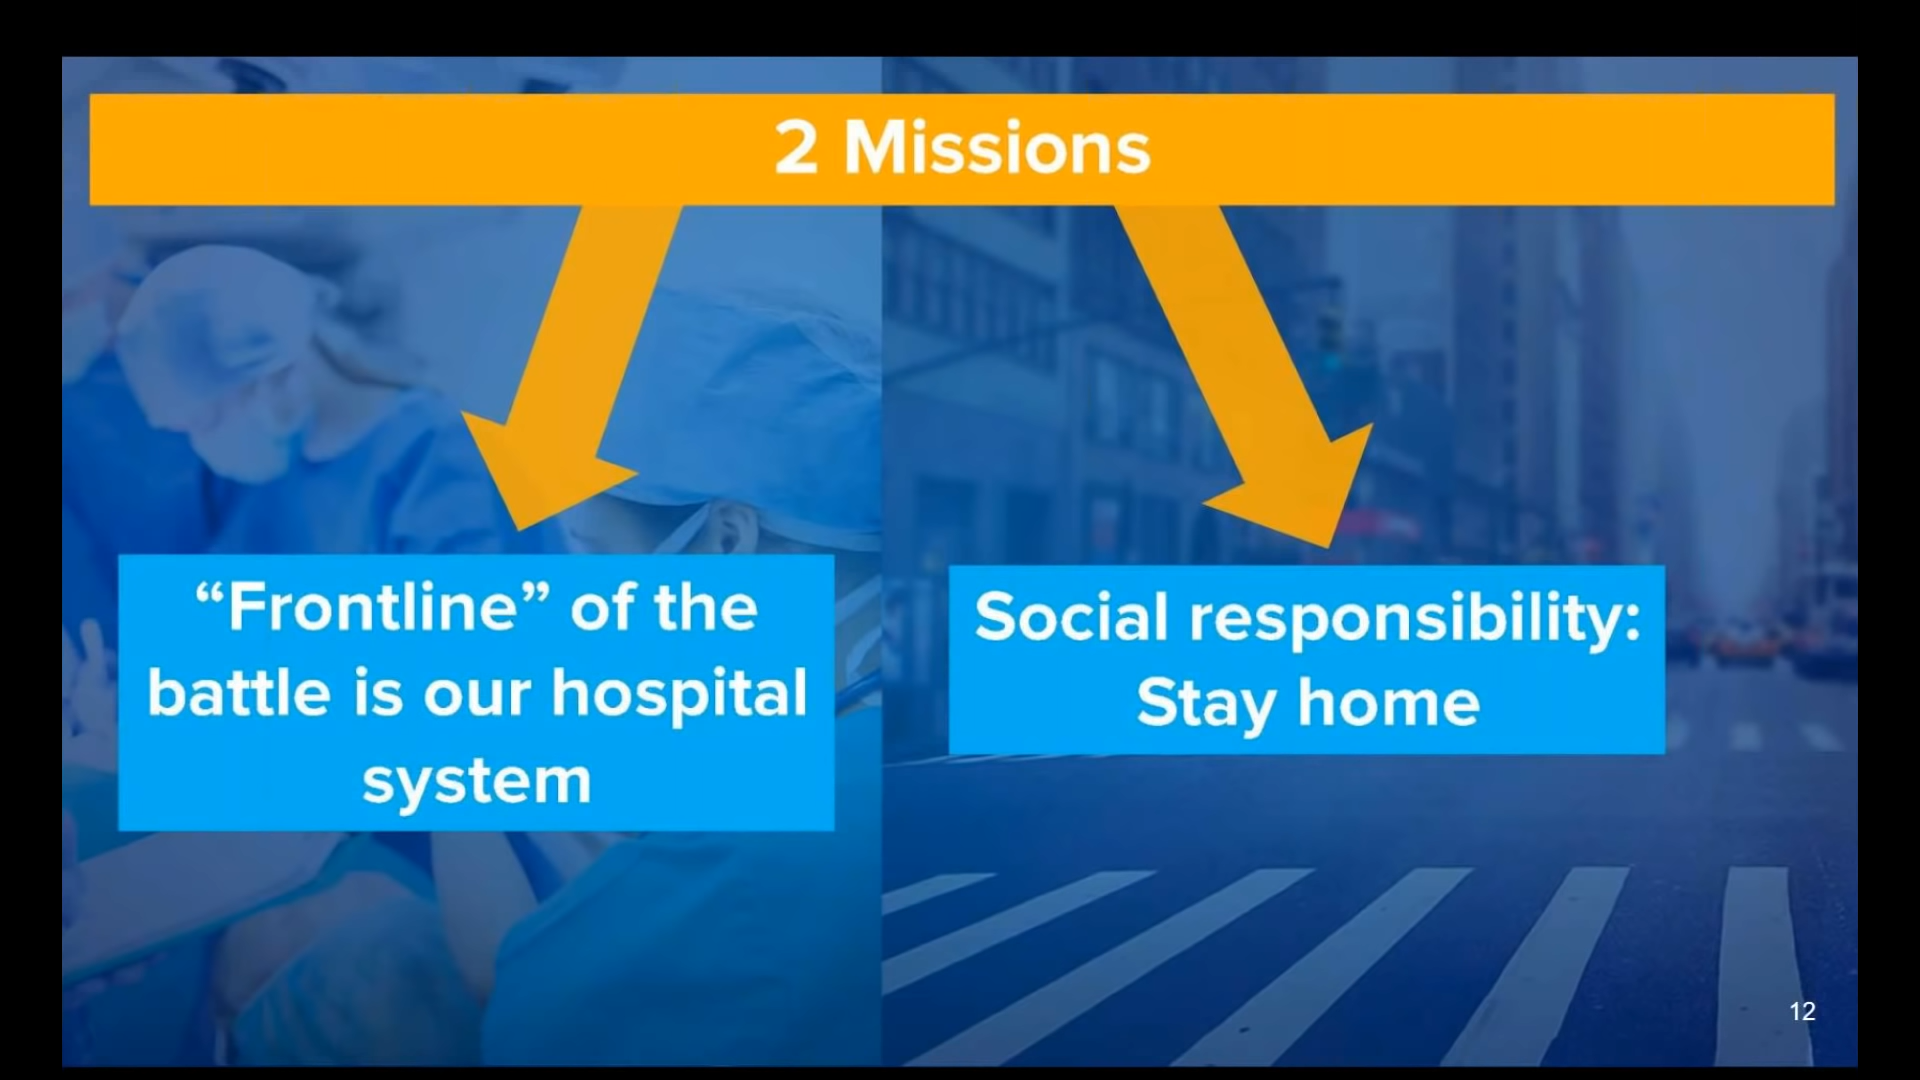 2 Missions
“Frontline” of the
battle is our hospital
system
Social responsibility:
Stay home
12